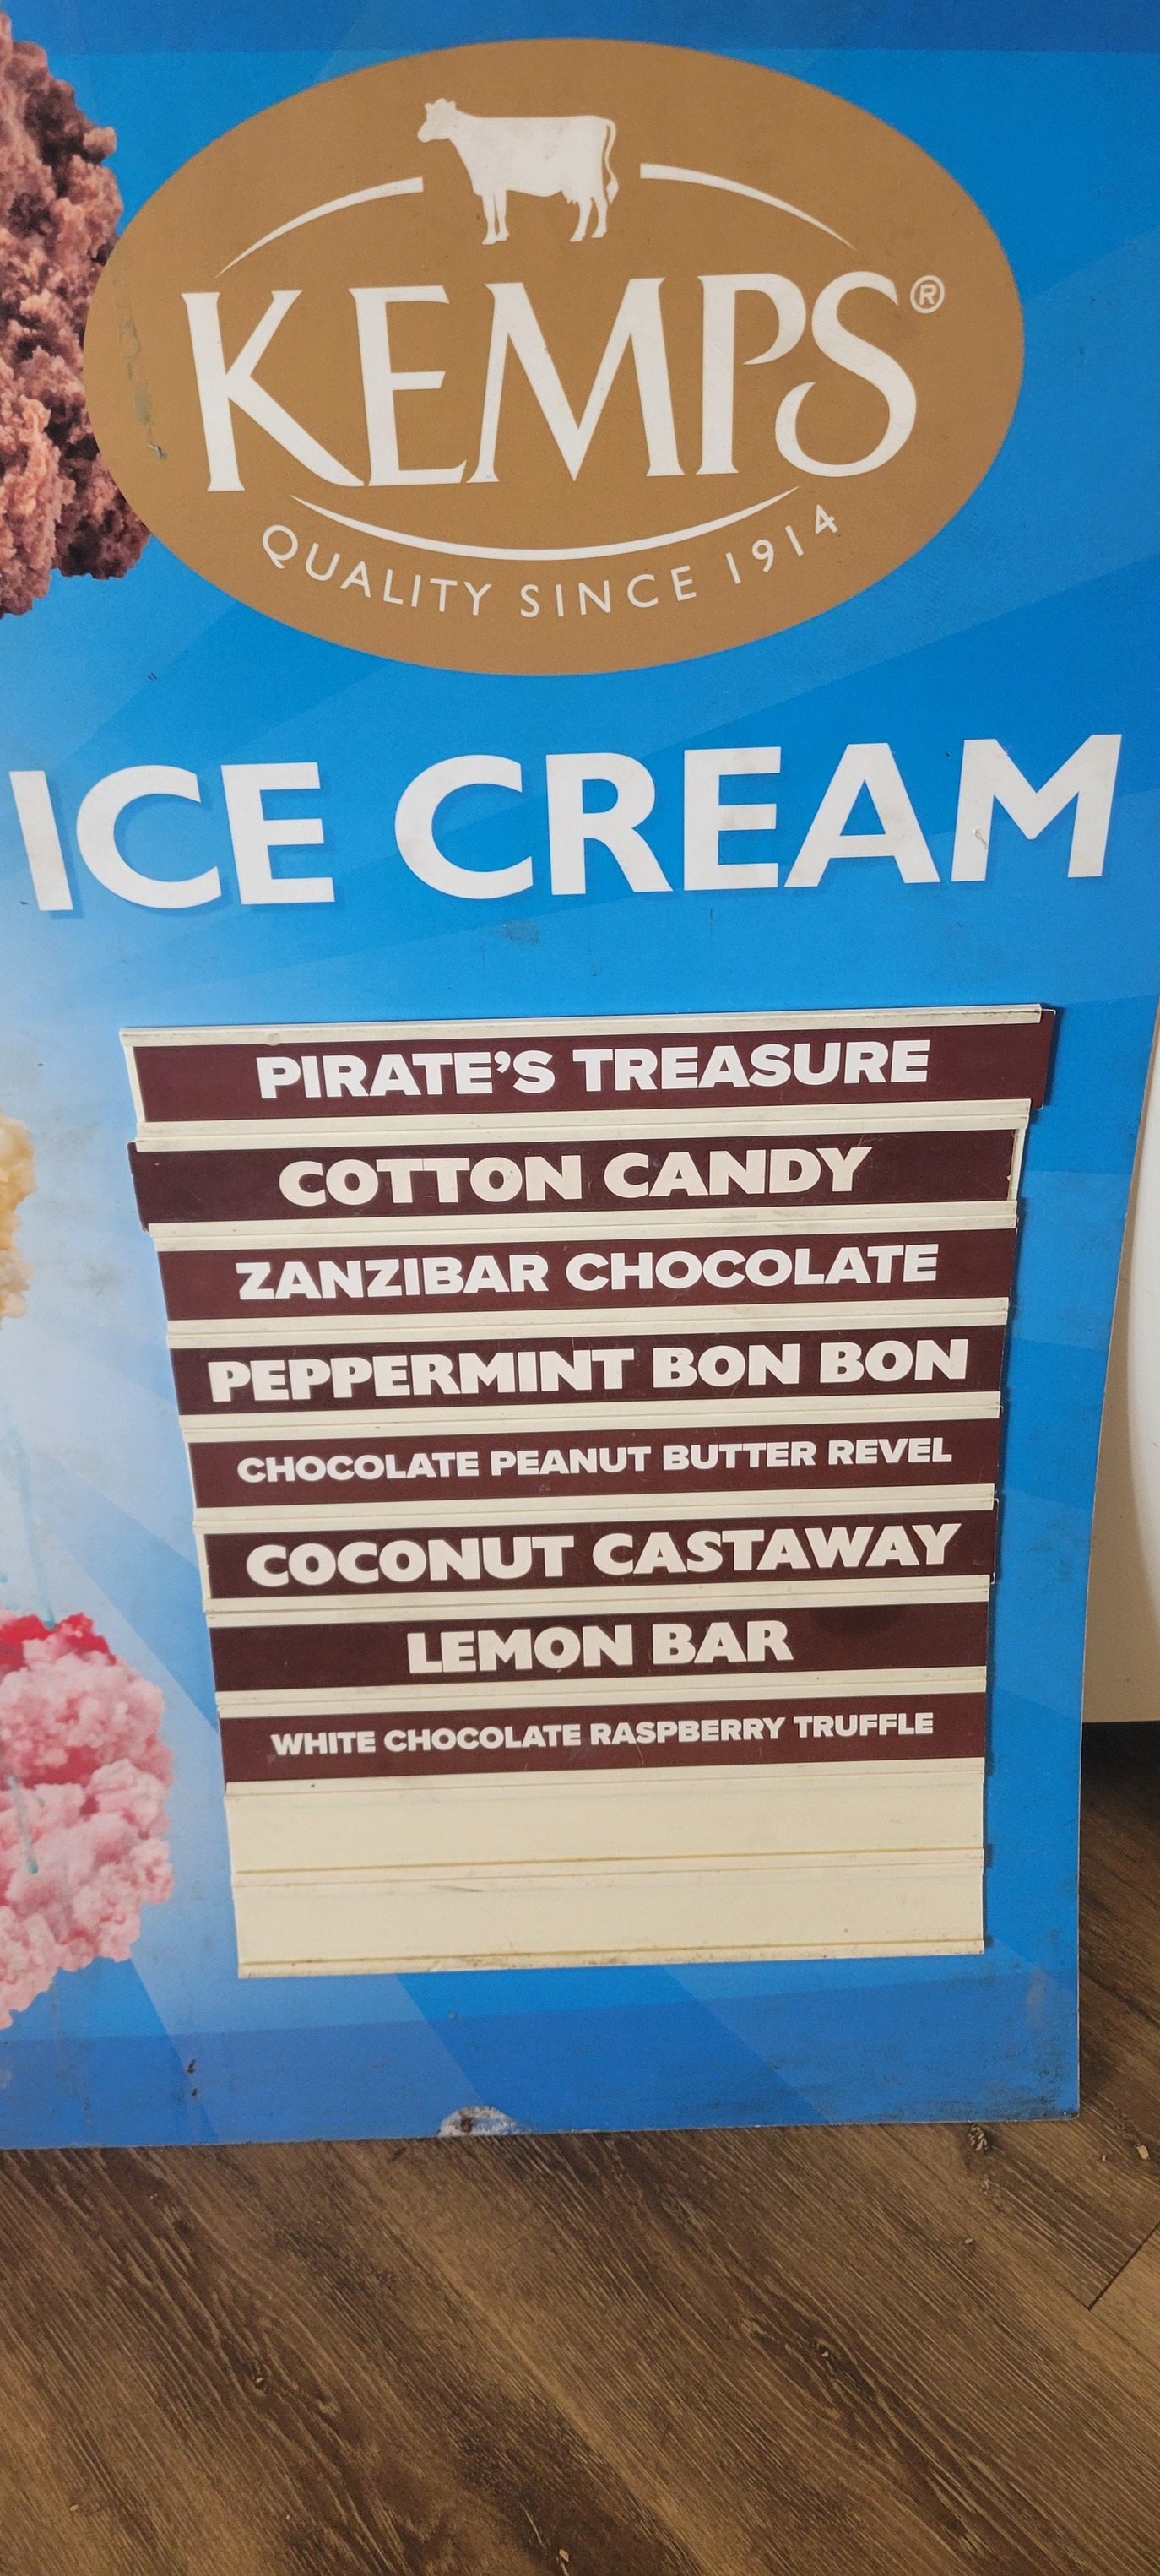 KEMPS®
QUALITY SINCE 1914
ICE CREAM
PIRATE’S TREASURE
COTTON CANDY
ZANZIBAR CHOCOLATE
PEPPERMINT BON BON
CHOCOLATE PEANUT BUTTER REVEL
COCONUT CASTAWAY
LEMON BAR
WHITE CHOCOLATE RASPBERRY TRUFFLE